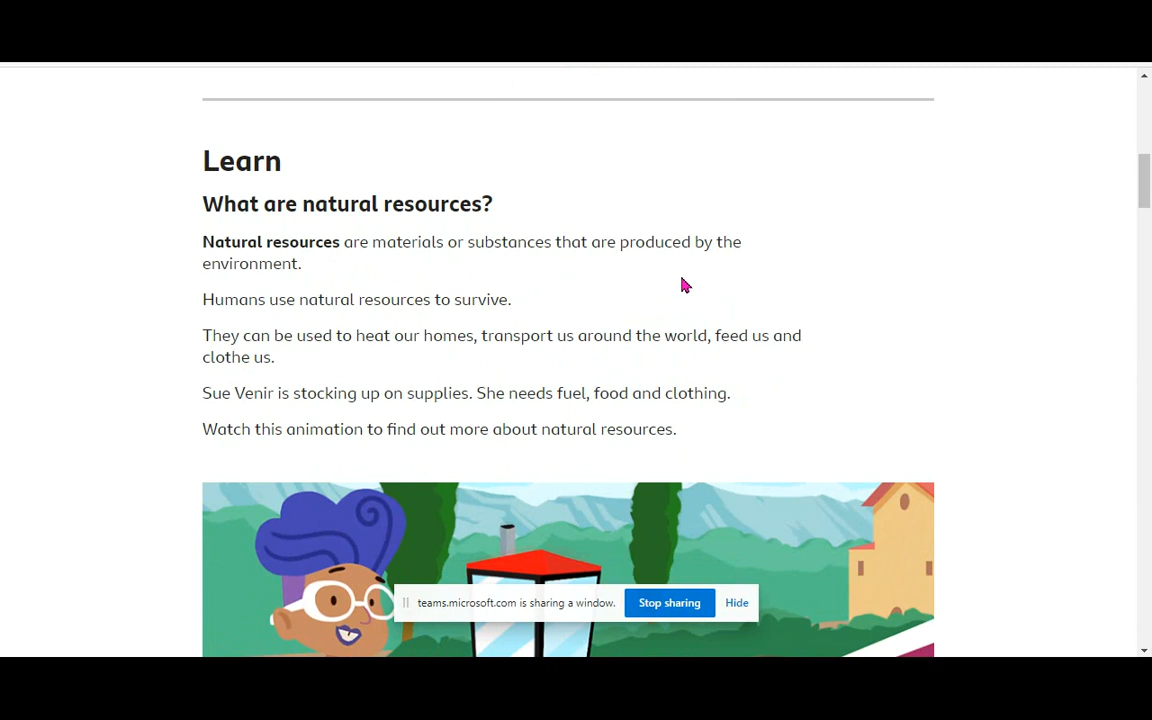 Learn
What are natural resources?
Natural resources are materials or substances that are produced by the
environment.
Humans use natural resources to survive.
They can be used to heat our homes, transport us around the world, feed us and
clothe us.
Sue Venir is stocking up on supplies. She needs fuel, food and clothing.
Watch this animation to find out more about natural resources.
teams.microsoft.com is sharing a window. Stop sharing Hide